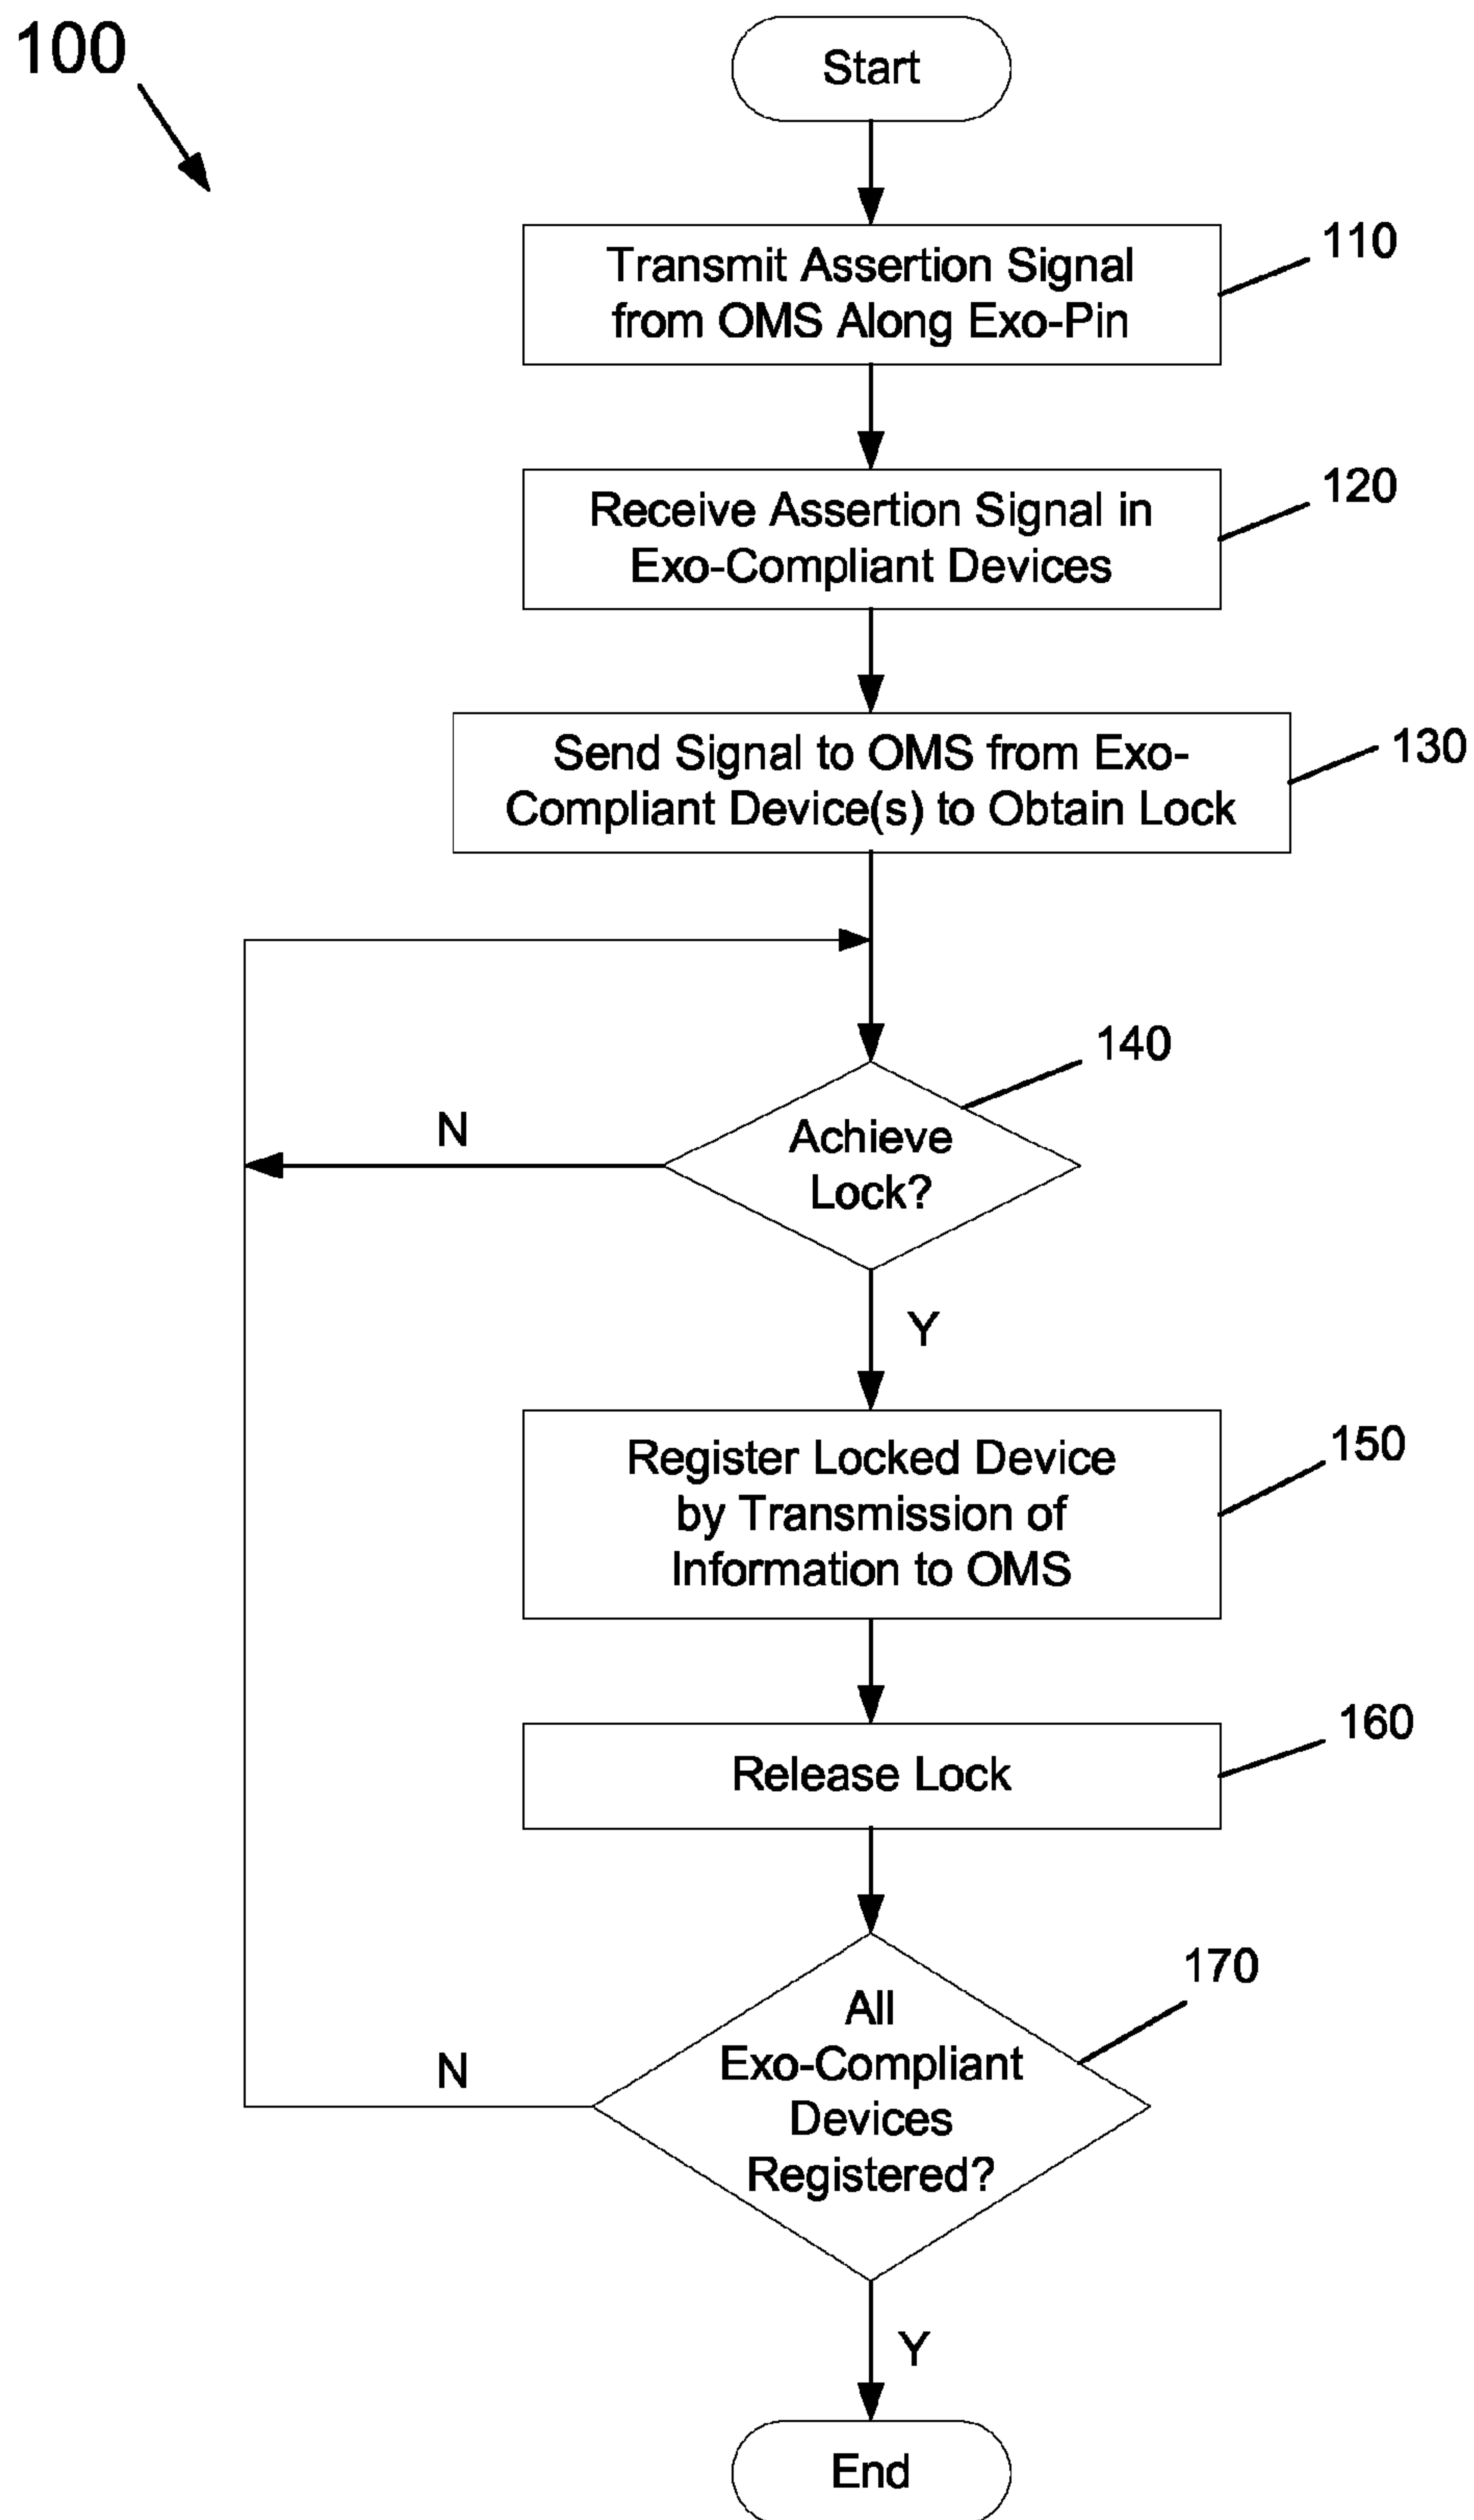 100
Start
Transmit Assertion Signal
from OMS Along Exo-Pin
110
Receive Assertion Signal in
Exo-Compliant Devices
120
Send Signal to OMS from Exo-
Compliant Device(s) to Obtain Lock
130
140
Achieve
Lock?
N
Y
Register Locked Device
by Transmission of
Information to OMS
150
Release Lock
160
170
All
Exo-Compliant
Devices
Registered?
N
Y
End